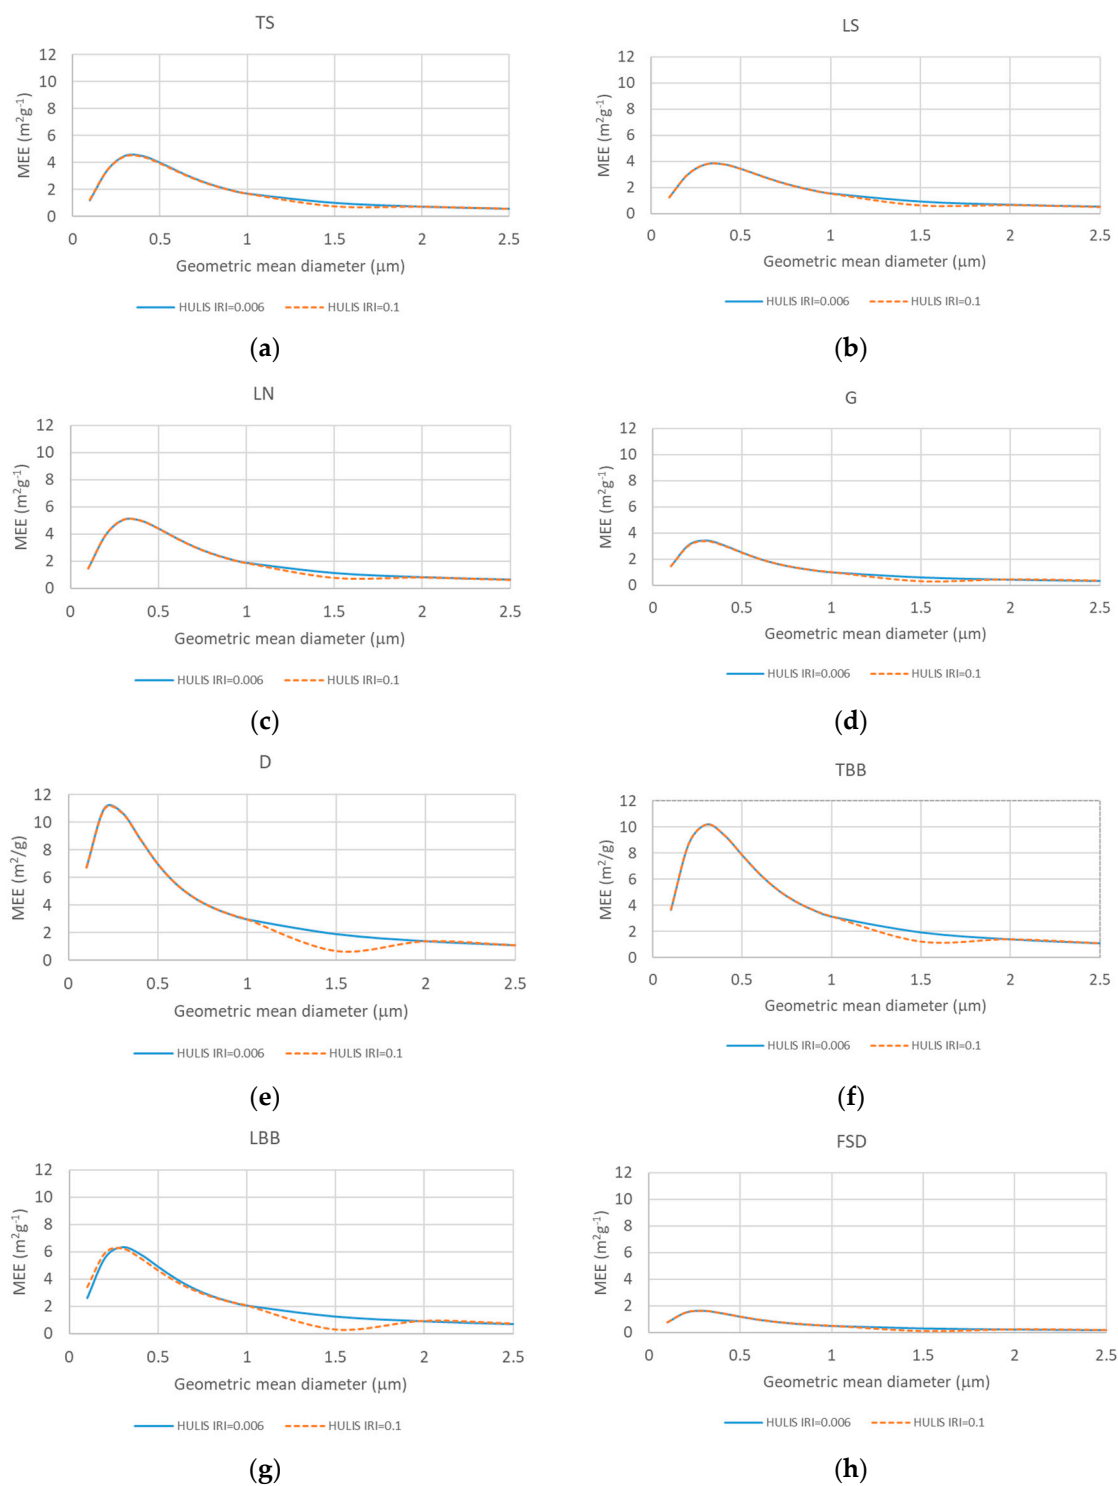 TS
12
10
8
6
4
2
0
MEE (m²g⁻¹)
0 0.5 1 1.5 2 2.5
Geometric mean diameter (μm)
HULIS IRI=0.006 HULIS IRI=0.1
(a)
LS
12
10
8
6
4
2
0
MEE (m²g⁻¹)
0 0.5 1 1.5 2 2.5
Geometric mean diameter (μm)
HULIS IRI=0.006 HULIS IRI=0.1
(b)
LN
12
10
8
6
4
2
0
MEE (m²g⁻¹)
0 0.5 1 1.5 2 2.5
Geometric mean diameter (μm)
HULIS IRI=0.006 HULIS IRI=0.1
(c)
G
12
10
8
6
4
2
0
MEE (m²g⁻¹)
0 0.5 1 1.5 2 2.5
Geometric mean diameter (μm)
HULIS IRI=0.006 HULIS IRI=0.1
(d)
D
12
10
8
6
4
2
0
MEE (m²/g)
0 0.5 1 1.5 2 2.5
Geometric mean diameter (μm)
HULIS IRI=0.006 HULIS IRI=0.1
(e)
TBB
12
10
8
6
4
2
0
MEE (m²/g)
0 0.5 1 1.5 2 2.5
Geometric mean diameter (μm)
HULIS IRI=0.006 HULIS IRI=0.1
(f)
LBB
12
10
8
6
4
2
0
MEE (m²g⁻¹)
0 0.5 1 1.5 2 2.5
Geometric mean diameter (μm)
HULIS IRI=0.006 HULIS IRI=0.1
(g)
FSD
12
10
8
6
4
2
0
MEE (m²g⁻¹)
0 0.5 1 1.5 2 2.5
Geometric mean diameter (μm)
HULIS IRI=0.006 HULIS IRI=0.1
(h)